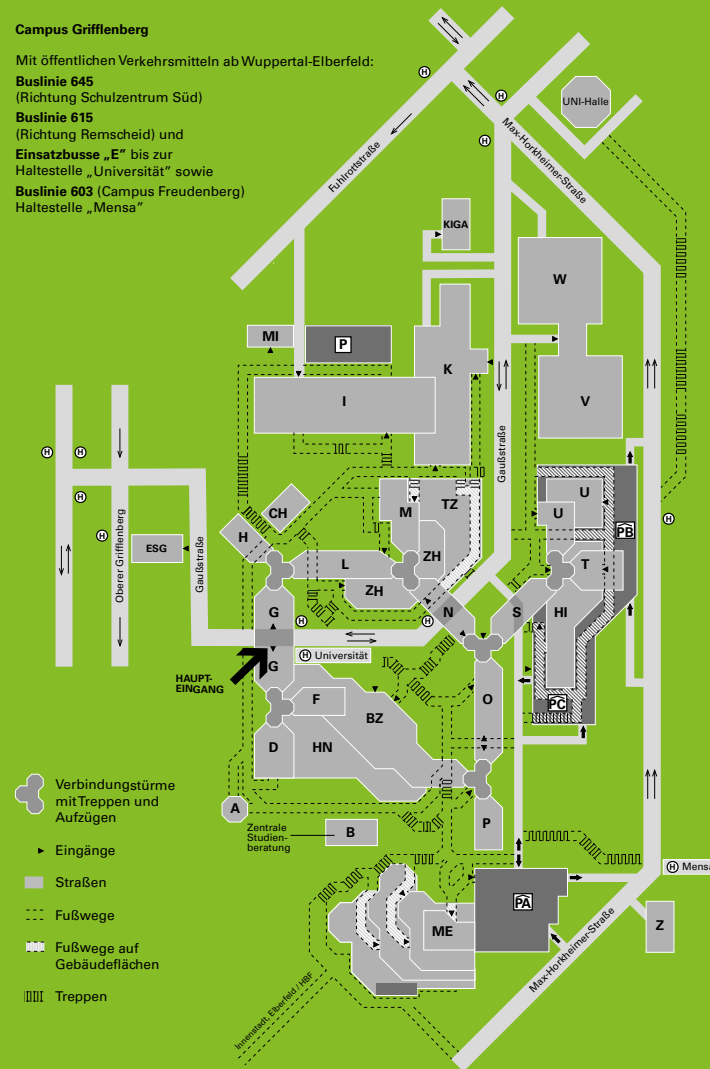 Campus Grifflenberg
Mit öffentlichen Verkehrsmitteln ab Wuppertal-Elberfeld:
Buslinie 645
(Richtung Schulzentrum Süd)
Buslinie 615
(Richtung Remscheid) und
Einsatzbusse „E” bis zur
Haltestelle „Universität” sowie
Buslinie 603 (Campus Freudenberg)
Haltestelle „Mensa”
H
H
H
UNI-Halle
Max-Horkheimer-Straße
Fuhlrottstraße
KIGA
W
MI
P
K
I
V
Gaußstraße
H
H
H
H
Oberer Grifflenberg
ESG
Gaußstraße
H
CH
M
TZ
ZH
L
ZH
N
S
U
U
PB
T
HI
H
G
H
H
H Universität
G
HAUPT-
EINGANG
F
BZ
O
PC
D
HN
A
B
Zentrale
Studien-
beratung
P
ME
PA
H Mensa
Z
Max-Horkheimer-Straße
Innenstadt, Elberfeld / HBF
Verbindungstürme
mit Treppen und
Aufzügen
Eingänge
Straßen
Fußwege
Fußwege auf
Gebäudeflächen
Treppen